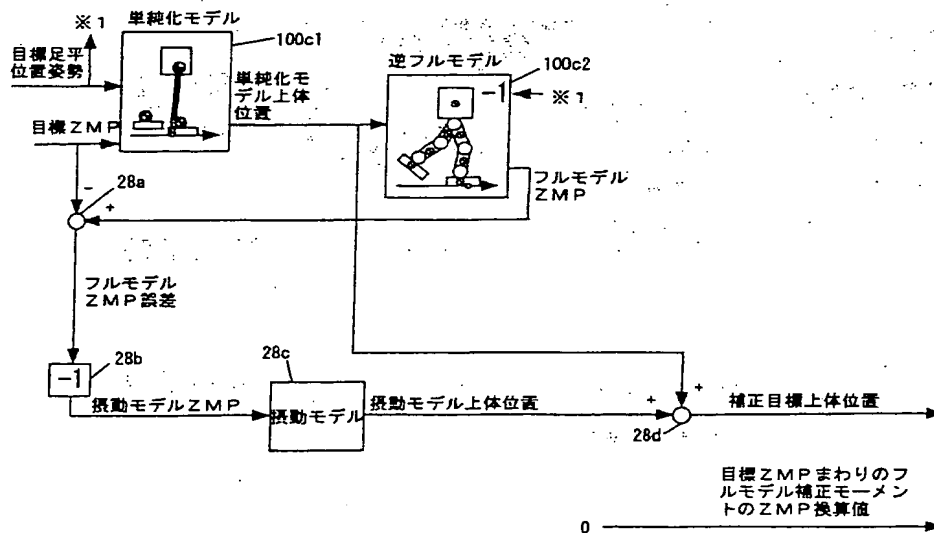 ※1
単純化モデル
100c1
目標足平
位置姿勢
目標ZMP
単純化モ
デル上体
位置
逆フルモデル
100c2
-1
※1
フルモデル
ZMP
-
28a
+
フルモデル
ZMP誤差
-1
28b
摂動モデルZMP
28c
摂動モデル
摂動モデル上体位置
+
+
28d
補正目標上体位置
目標ZMPまわりのフ
ルモデル補正モーメン
トのZMP換算値
0